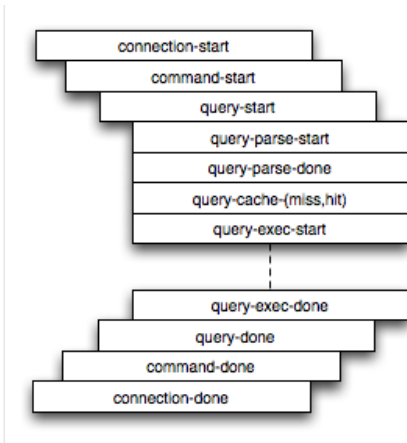 connection-start
command-start
query-start
query-parse-start
query-parse-done
query-cache-(miss,hit)
query-exec-start
query-exec-done
query-done
command-done
connection-done